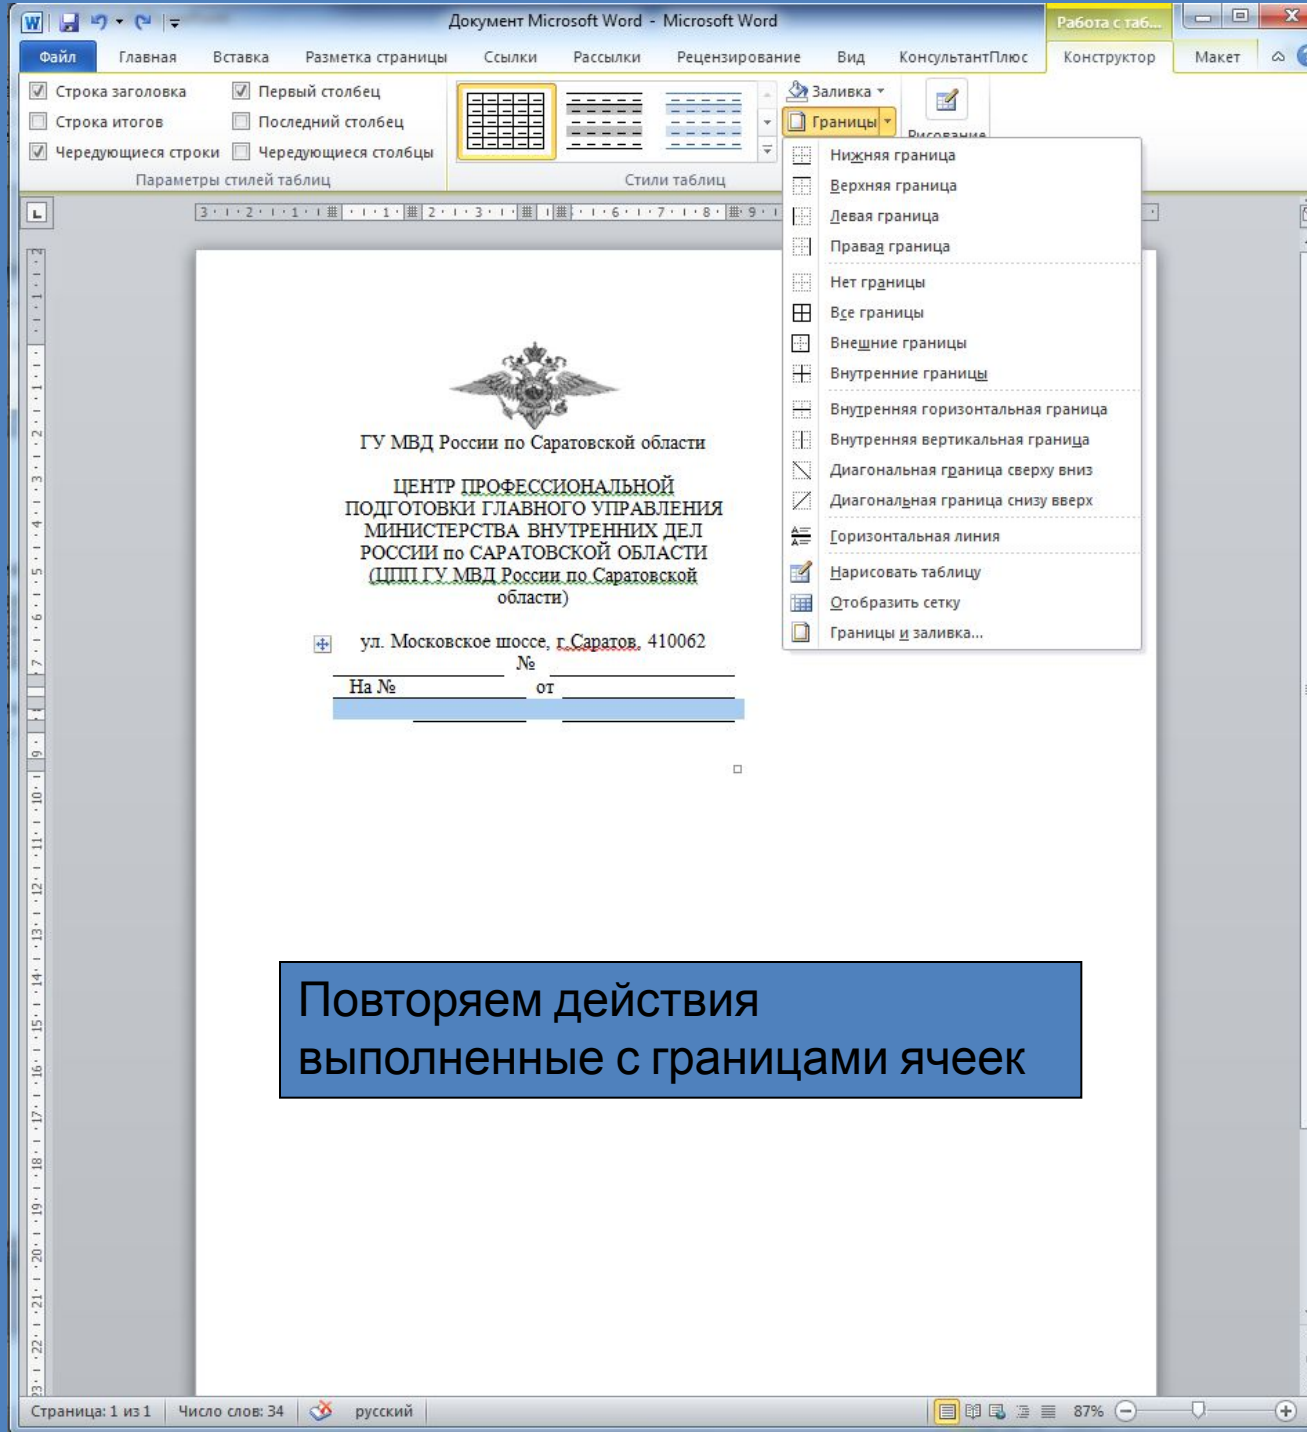 Документ Microsoft Word - Microsoft Word
Работа с таб...
Файл Главная Вставка Разметка страницы Ссылки Рассылки Рецензирование Вид КонсультантПлюс Конструктор Макет
Строка заголовка Первый столбец
Строка итогов Последний столбец
Чередующиеся строки Чередующиеся столбцы
Параметры стилей таблиц
Стили таблиц
Заливка
Границы
Рисование
Нижняя граница
Верхняя граница
Левая граница
Правая граница
Нет границы
Все границы
Внешние границы
Внутренние границы
Внутренняя горизонтальная граница
Внутренняя вертикальная граница
Диагональная граница сверху вниз
Диагональная граница снизу вверх
Горизонтальная линия
Нарисовать таблицу
Отобразить сетку
Границы и заливка...
ГУ МВД России по Саратовской области
ЦЕНТР ПРОФЕССИОНАЛЬНОЙ
ПОДГОТОВКИ ГЛАВНОГО УПРАВЛЕНИЯ
МИНИСТЕРСТВА ВНУТРЕННИХ ДЕЛ
РОССИИ по САРАТОВСКОЙ ОБЛАСТИ
(ЦПП ГУ МВД России по Саратовской
области)
ул. Московское шоссе, г.Саратов, 410062
№
На № от
Повторяем действия
выполненные с границами ячеек
Страница: 1 из 1 Число слов: 34 русский 87%